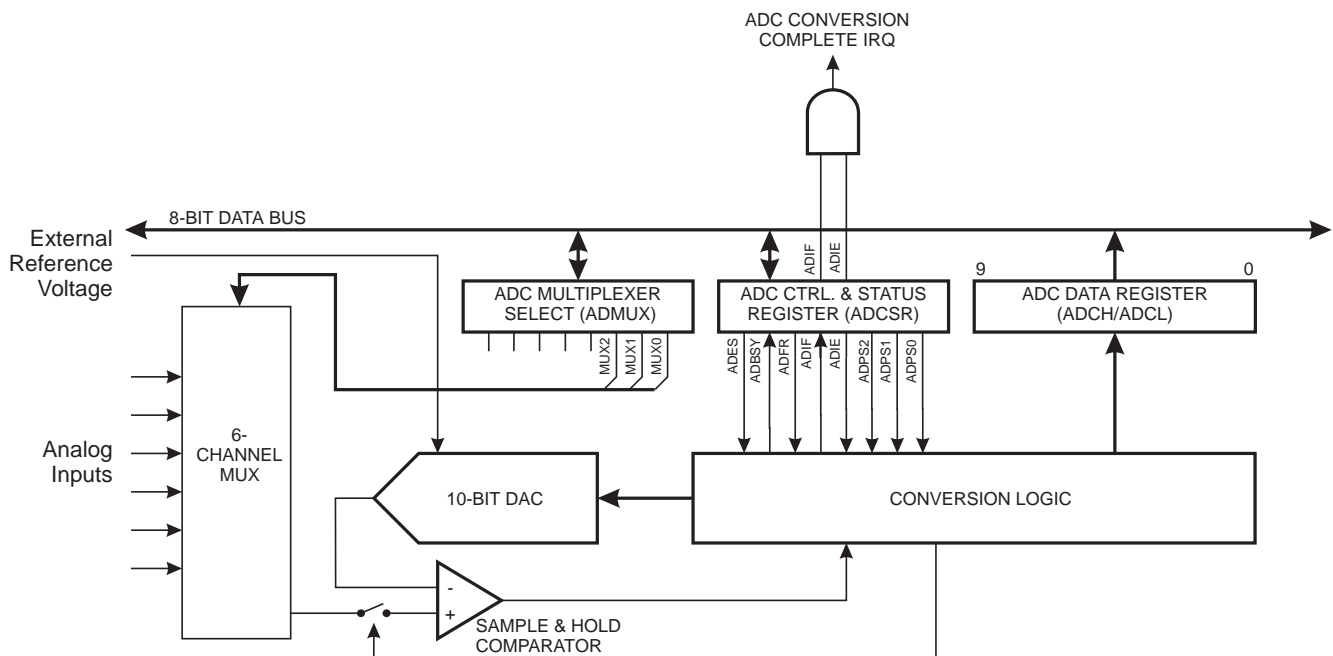 ADC CONVERSION
COMPLETE IRQ
8-BIT DATA BUS
External
Reference
Voltage
ADIF
ADIE
9
0
ADC MULTIPLEXER
SELECT (ADMUX)
ADC CTRL. & STATUS
REGISTER (ADCSR)
ADC DATA REGISTER
(ADCH/ADCL)
MUX2
MUX1
MUX0
ADES
ADBSY
ADFR
ADIF
ADIE
ADPS2
ADPS1
ADPS0
Analog
Inputs
6-
CHANNEL
MUX
10-BIT DAC
CONVERSION LOGIC
-
+
SAMPLE & HOLD
COMPARATOR